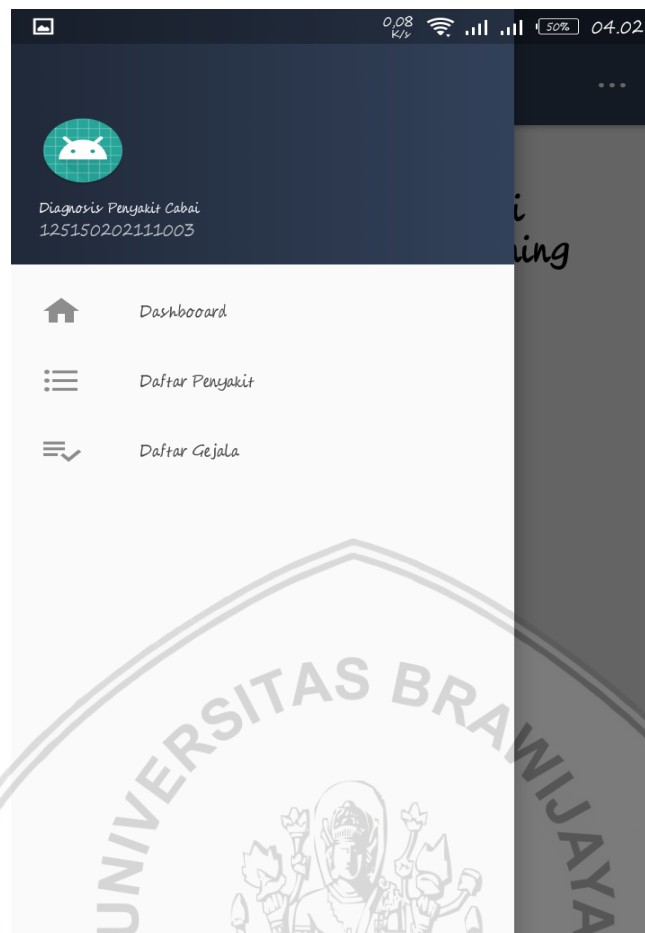 0,08
K/s
50%
04.02
Diagnosis Penyakit Cabai
125150202111003
i
ning
Dashbooard
Daftar Penyakit
Daftar Gejala
UNIVERSITAS BRAWIJAYA